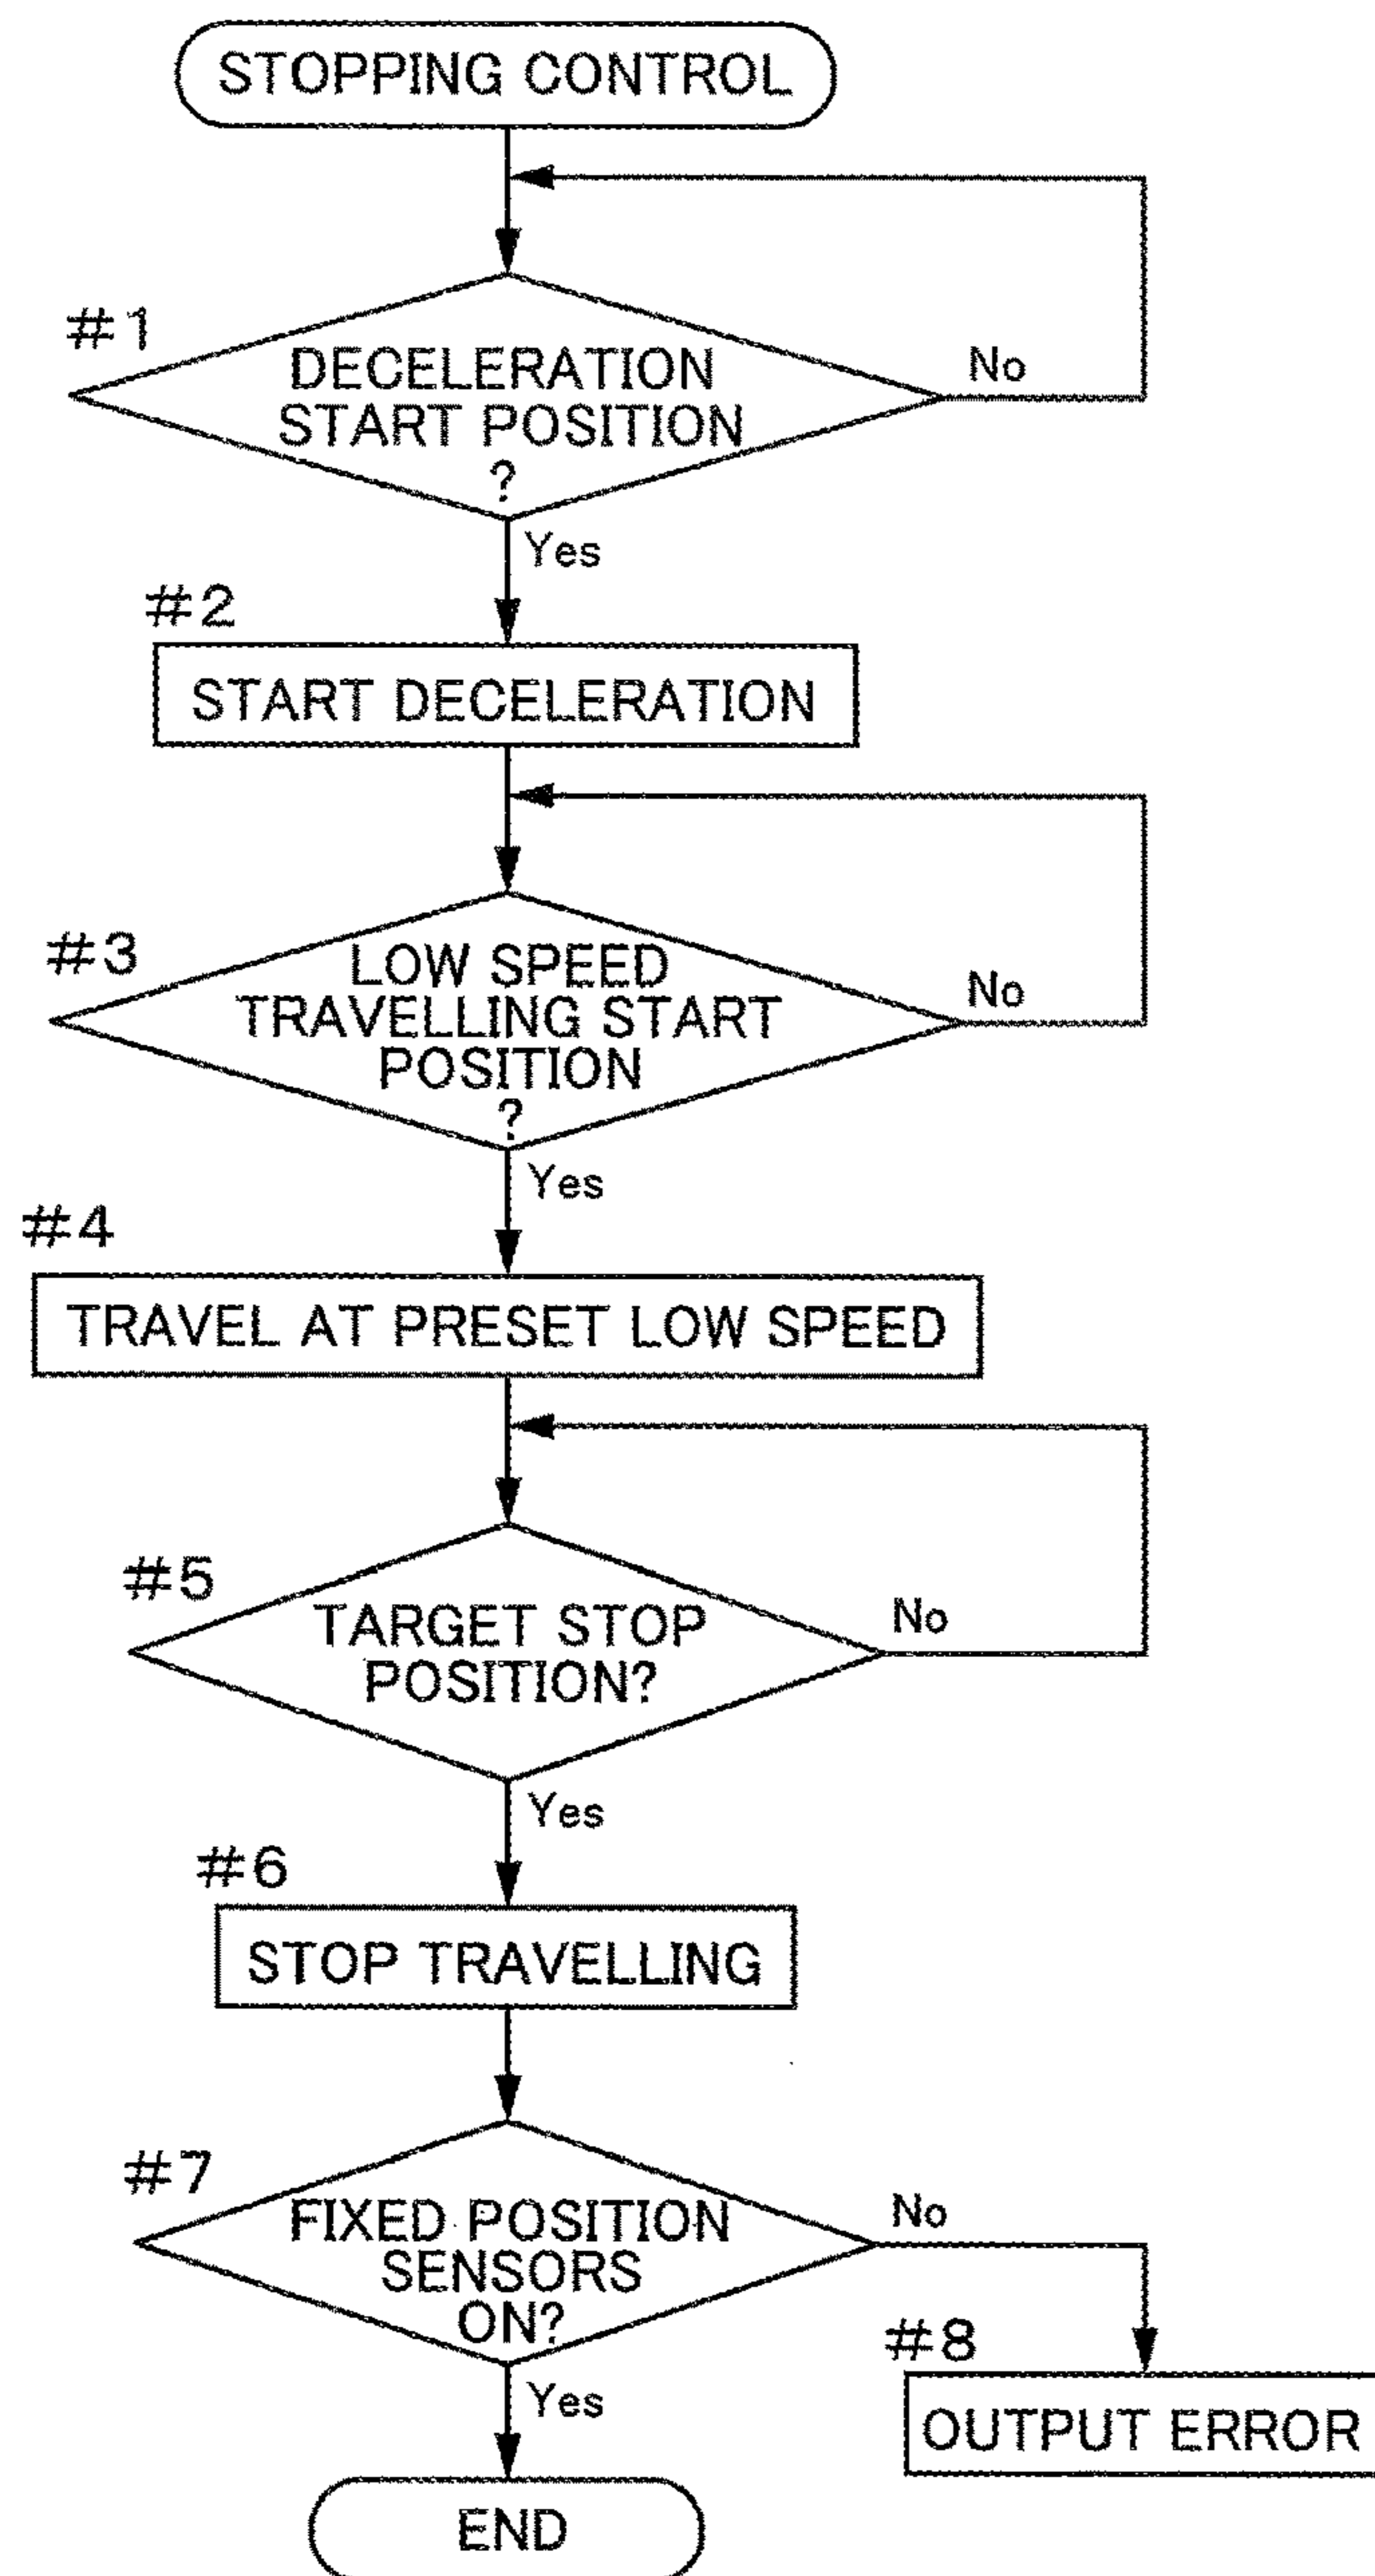 STOPPING CONTROL
#1
DECELERATION
START POSITION
?
No
Yes
#2
START DECELERATION
#3
LOW SPEED
TRAVELLING START
POSITION
?
No
Yes
#4
TRAVEL AT PRESET LOW SPEED
#5
TARGET STOP
POSITION?
No
Yes
#6
STOP TRAVELLING
#7
FIXED POSITION
SENSORS
ON?
No
Yes
#8
OUTPUT ERROR
END